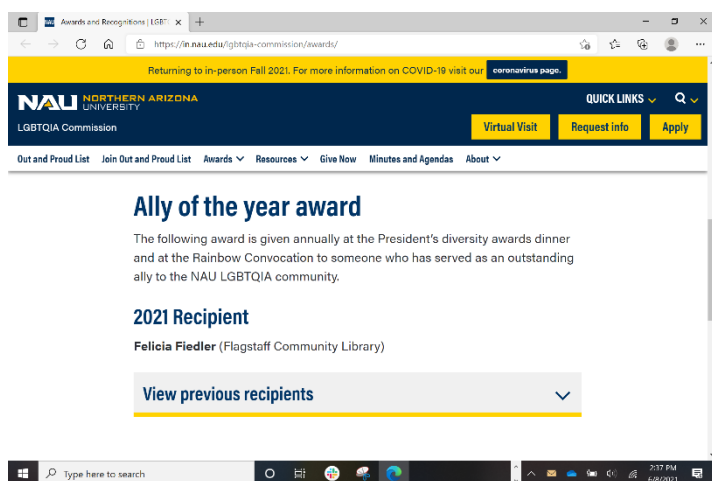 Awards and Recognitions | LGBT
https://in.nau.edu/lgbtqia-commission/awards/
Returning to in-person Fall 2021. For more information on COVID-19 visit our coronavirus page.
NAU NORTHERN ARIZONA UNIVERSITY
QUICK LINKS
LGBTQIA Commission
Virtual Visit Request info Apply
Out and Proud List Join Out and Proud List Awards Resources Give Now Minutes and Agendas About
Ally of the year award
The following award is given annually at the President's diversity awards dinner
and at the Rainbow Convocation to someone who has served as an outstanding
ally to the NAU LGBTQIA community.
2021 Recipient
Felicia Fiedler (Flagstaff Community Library)
View previous recipients
Type here to search
2:37 PM
6/8/2021